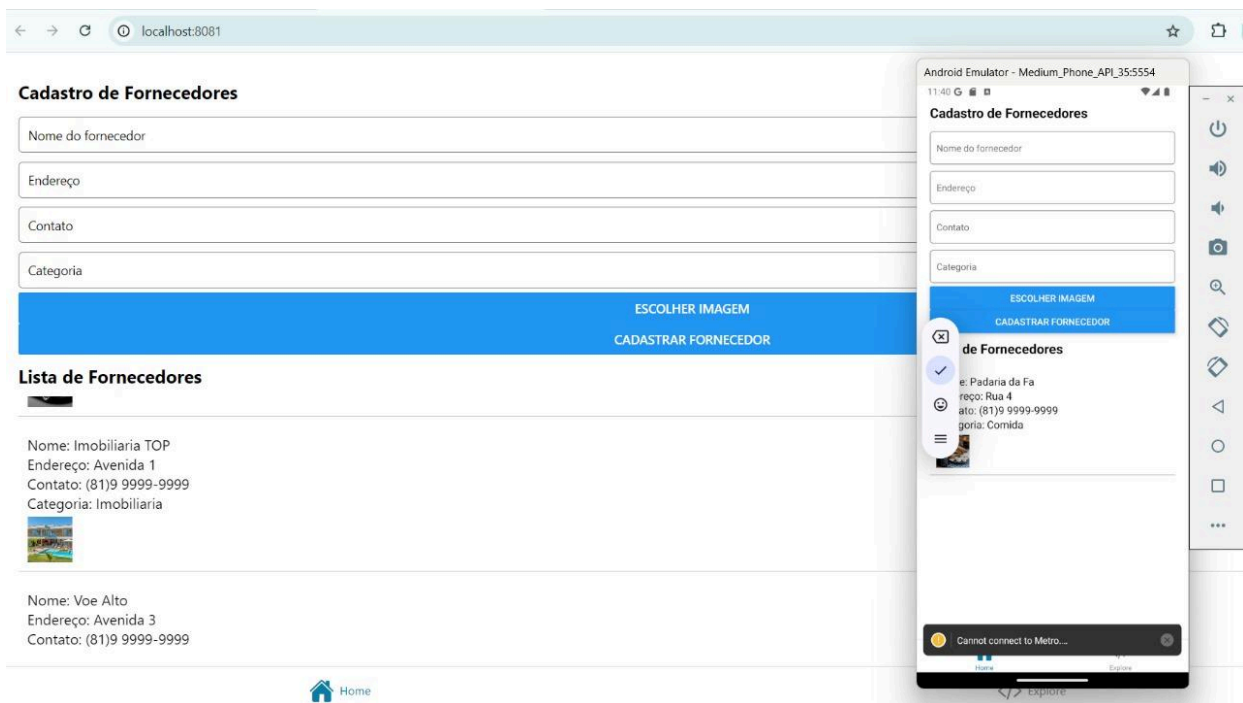 localhost:8081
Cadastro de Fornecedores
Nome do fornecedor
Endereço
Contato
Categoria
ESCOLHER IMAGEM
CADASTRAR FORNECEDOR
Lista de Fornecedores
Nome: Imobiliaria TOP
Endereço: Avenida 1
Contato: (81)9 9999-9999
Categoria: Imobiliaria
Nome: Voe Alto
Endereço: Avenida 3
Contato: (81)9 9999-9999
Home
Explore
Android Emulator - Medium_Phone_API_35:5554
11:40 G
Cadastro de Fornecedores
Nome do fornecedor
Endereço
Contato
Categoria
ESCOLHER IMAGEM
CADASTRAR FORNECEDOR
de Fornecedores
e: Padaria da Fa
reço: Rua 4
ato: (81)9 9999-9999
goria: Comida
Cannot connect to Metro....
Home
Explore